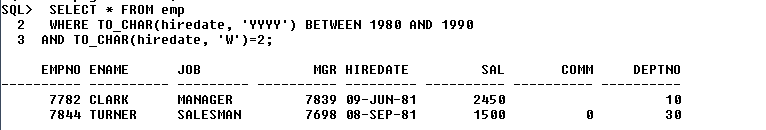 SQL>  SELECT * FROM emp
  2   WHERE TO_CHAR(hiredate, 'YYYY') BETWEEN 1980 AND 1990
  3  AND TO_CHAR(hiredate, 'W')=2;
     EMPNO ENAME      JOB              MGR HIREDATE         SAL       COMM     DEPTNO
---------- ---------- --------- ---------- --------- ---------- ---------- ----------
      7782 CLARK      MANAGER         7839 09-JUN-81       2450                    10
      7844 TURNER     SALESMAN        7698 08-SEP-81       1500          0         30